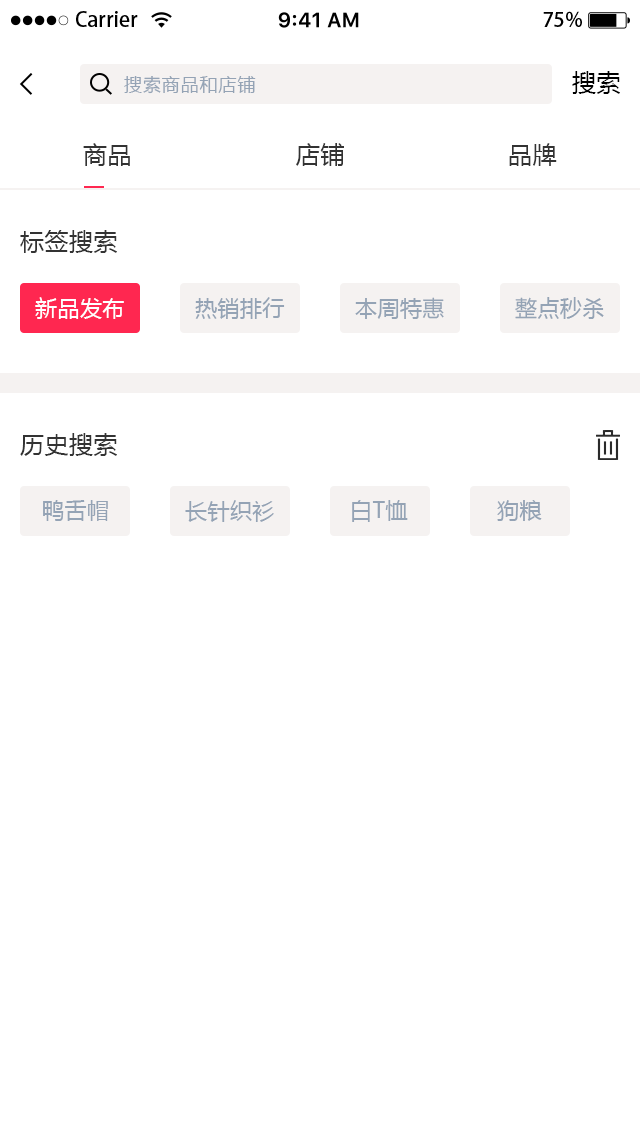 Carrier 9:41 AM 75%
搜索商品和店铺 搜索
商品 店铺 品牌
标签搜索
新品发布 热销排行 本周特惠 整点秒杀
历史搜索
鸭舌帽 长针织衫 白T恤 狗粮